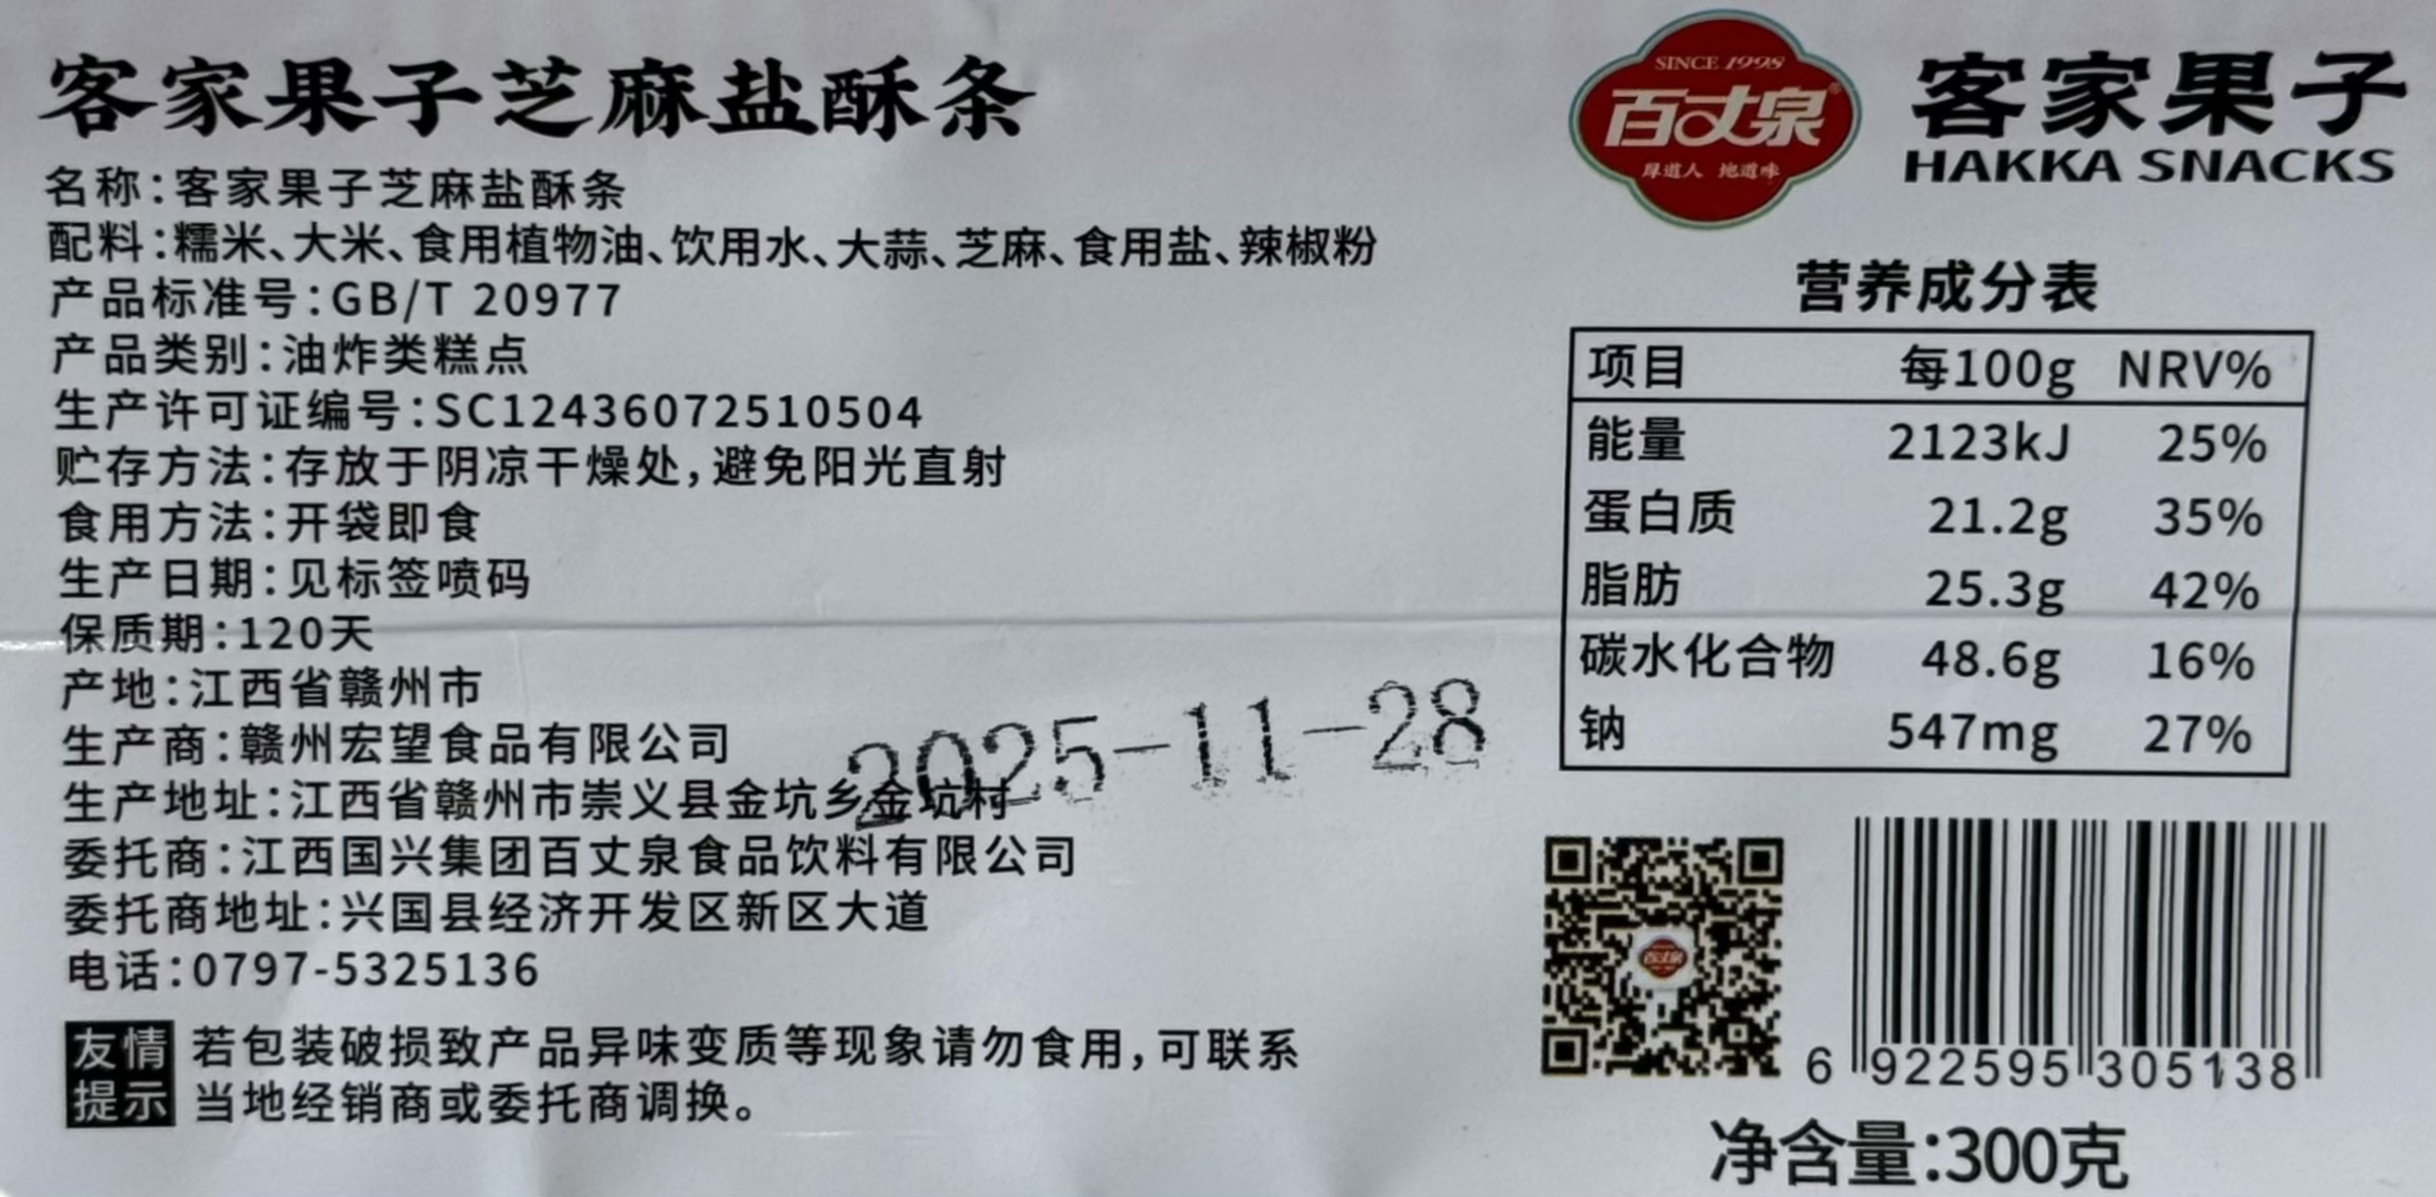 客家果子芝麻盐酥条
名称:客家果子芝麻盐酥条
配料:糯米、大米、食用植物油、饮用水、大蒜、芝麻、食用盐、辣椒粉
产品标准号:GB/T 20977
产品类别:油炸类糕点
生产许可证编号:SC12436072510504
贮存方法:存放于阴凉干燥处,避免阳光直射
食用方法:开袋即食
生产日期:见标签喷码
保质期:120天
产地:江西省赣州市
生产商:赣州宏望食品有限公司
2025-11-28
生产地址:江西省赣州市崇义县金坑乡金坑村
委托商:江西国兴集团百丈泉食品饮料有限公司
委托商地址:兴国县经济开发区新区大道
电话:0797-5325136
友情提示
若包装破损致产品异味变质等现象请勿食用,可联系
当地经销商或委托商调换。
SINCE 1998
百丈泉®
厚道人 地道味
客家果子
HAKKA SNACKS
营养成分表
项目 每100g NRV%
能量 2123kJ 25%
蛋白质 21.2g 35%
脂肪 25.3g 42%
碳水化合物 48.6g 16%
钠 547mg 27%
百丈泉
6 922595 305138
净含量:300克